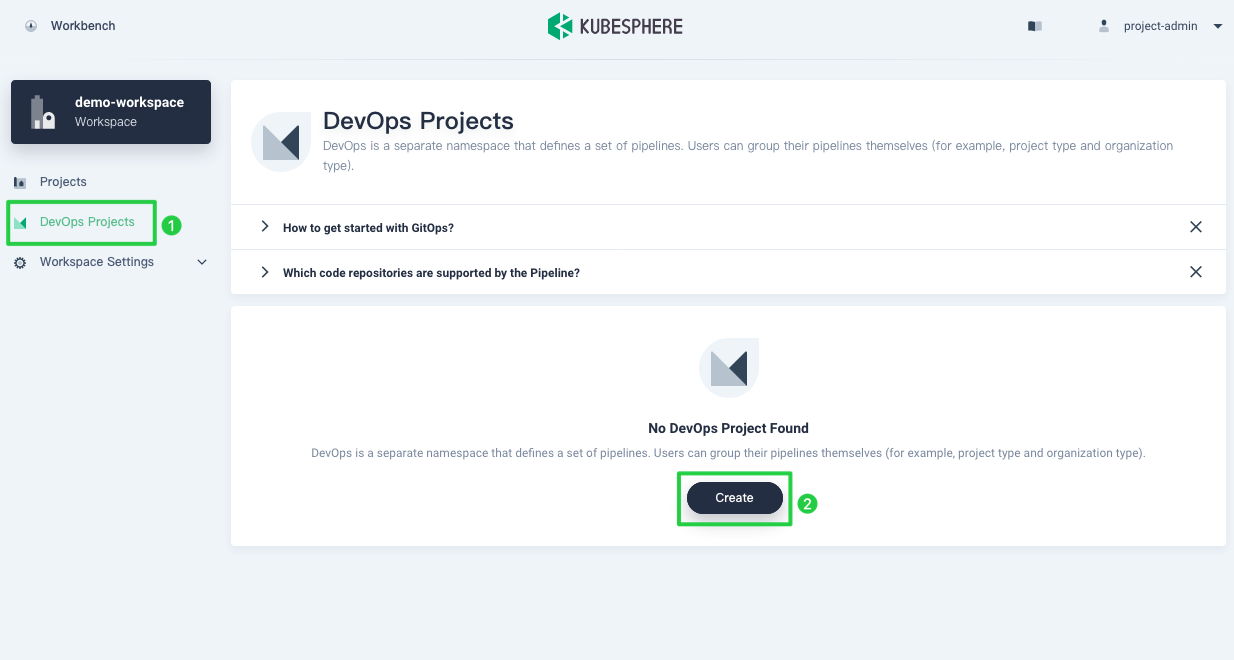 Workbench
KUBESPHERE
project-admin
demo-workspace
Workspace
Projects
DevOps Projects
1
Workspace Settings
DevOps Projects
DevOps is a separate namespace that defines a set of pipelines. Users can group their pipelines themselves (for example, project type and organization
type).
How to get started with GitOps?
Which code repositories are supported by the Pipeline?
No DevOps Project Found
DevOps is a separate namespace that defines a set of pipelines. Users can group their pipelines themselves (for example, project type and organization type).
Create
2